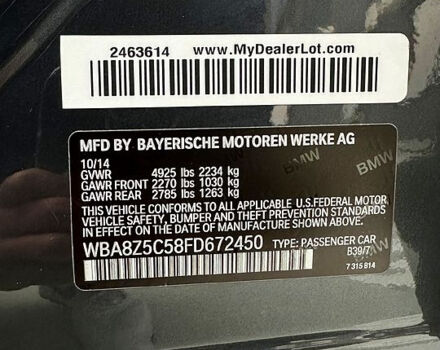 2463614 www.MyDealerLot.com
MFD BY BAYERISCHE MOTOREN WERKE AG
10/14
GVWR 4925 lbs 2234 kg
GAWR FRONT 2270 lbs 1030 kg
GAWR REAR 2785 lbs 1263 kg
THIS VEHICLE CONFORMS TO ALL APPLICABLE U.S.FEDERAL MOTOR
VEHICLE SAFETY, BUMPER, AND THEFT PREVENTION STANDARDS
IN EFFECT ON THE DATE OF MANUFACTURE SHOWN ABOVE.
WBA8Z5C58FD672450 TYPE: PASSENGER CAR
B39/7
7 315 814
BMW
BMW
BMW